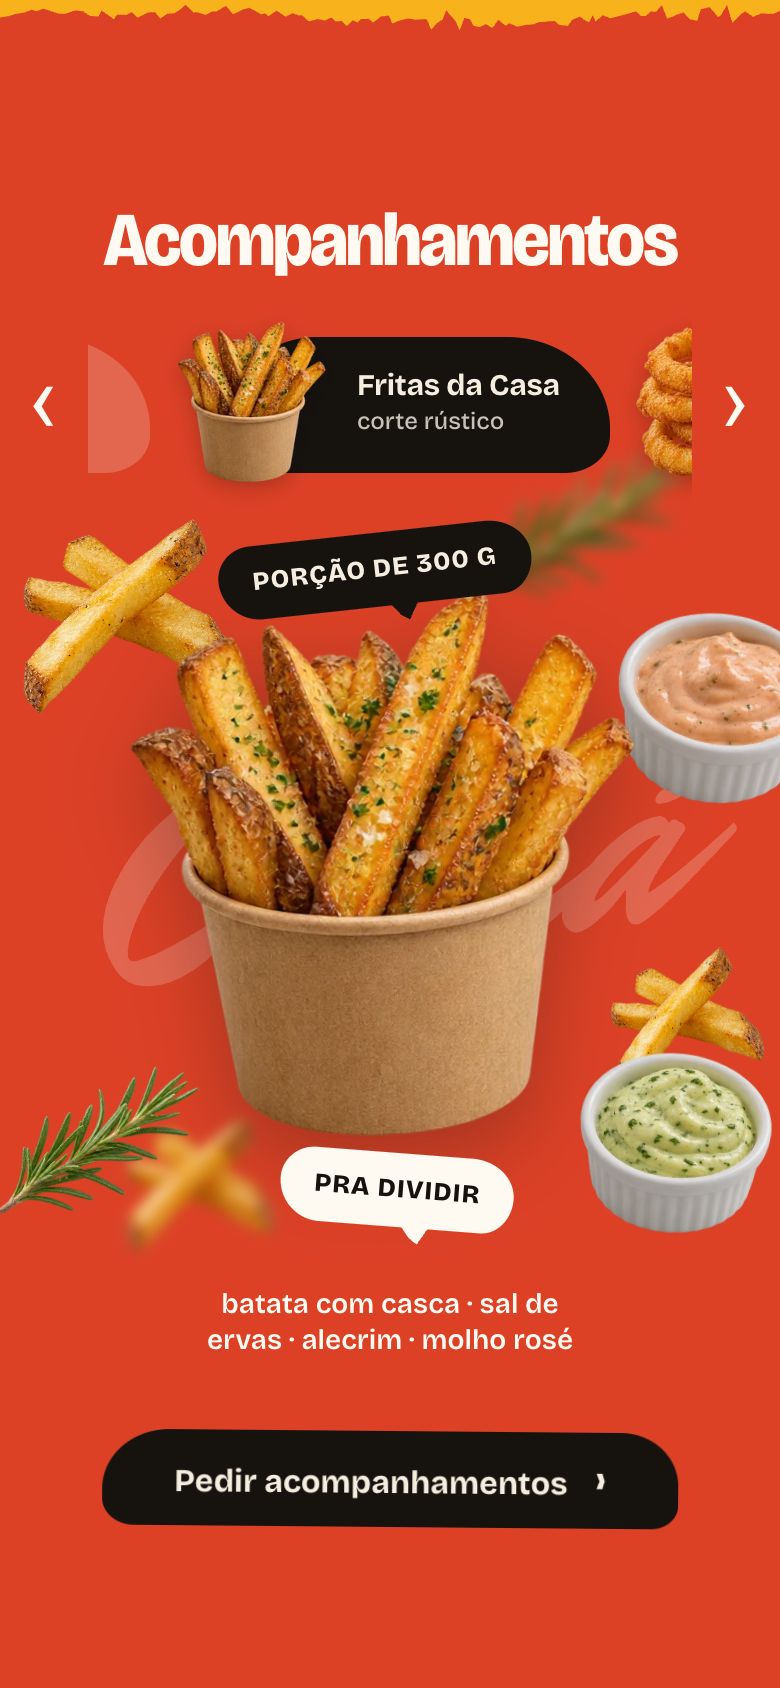 Acompanhamentos
Fritas da Casa
corte rústico
PORÇÃO DE 300 G
PRA DIVIDIR
batata com casca · sal de
ervas · alecrim · molho rosé
Pedir acompanhamentos